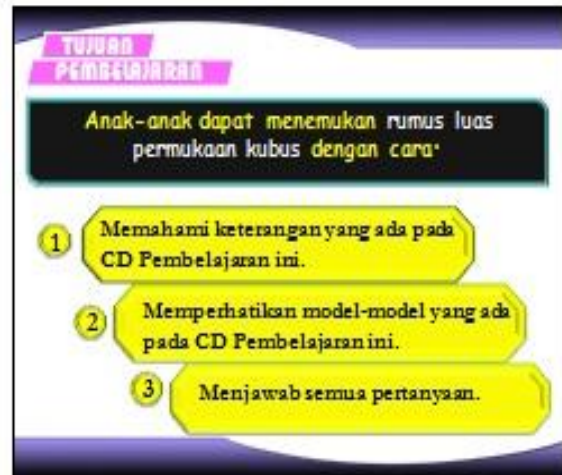 TUJUAN
PEMBELAJARAN
Anak-anak dapat menemukan rumus luas
permukaan kubus dengan cara:
1 Memahami keterangan yang ada pada
CD Pembelajaran ini.
2 Memperhatikan model-model yang ada
pada CD Pembelajaran ini.
3 Menjawab semua pertanyaan.